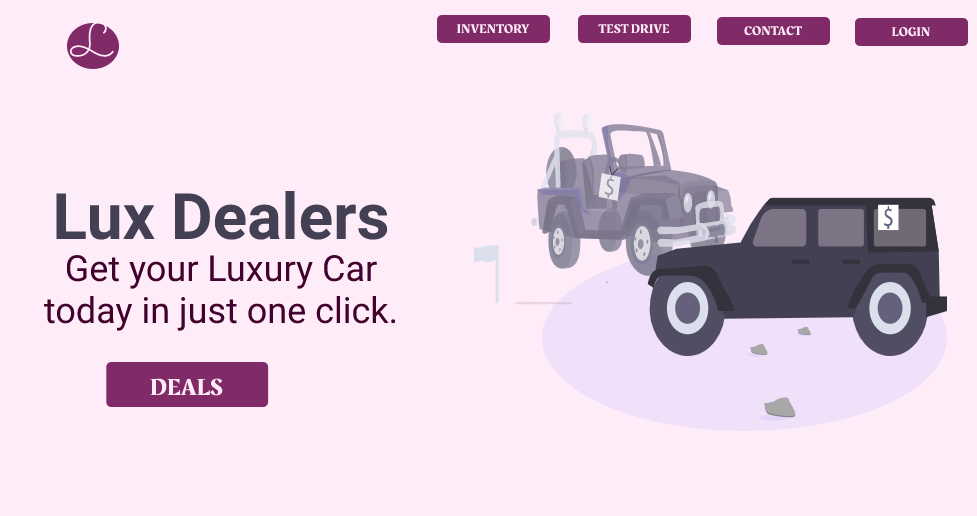 L
INVENTORY
TEST DRIVE
CONTACT
LOGIN
Lux Dealers
Get your Luxury Car
today in just one click.
DEALS
$
$